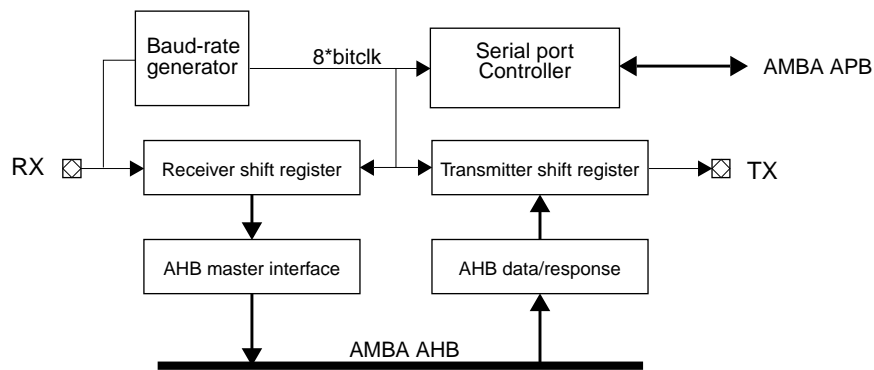 Baud-rate
generator
8*bitclk
Serial port
Controller
AMBA APB
RX
Receiver shift register
Transmitter shift register
TX
AHB master interface
AHB data/response
AMBA AHB